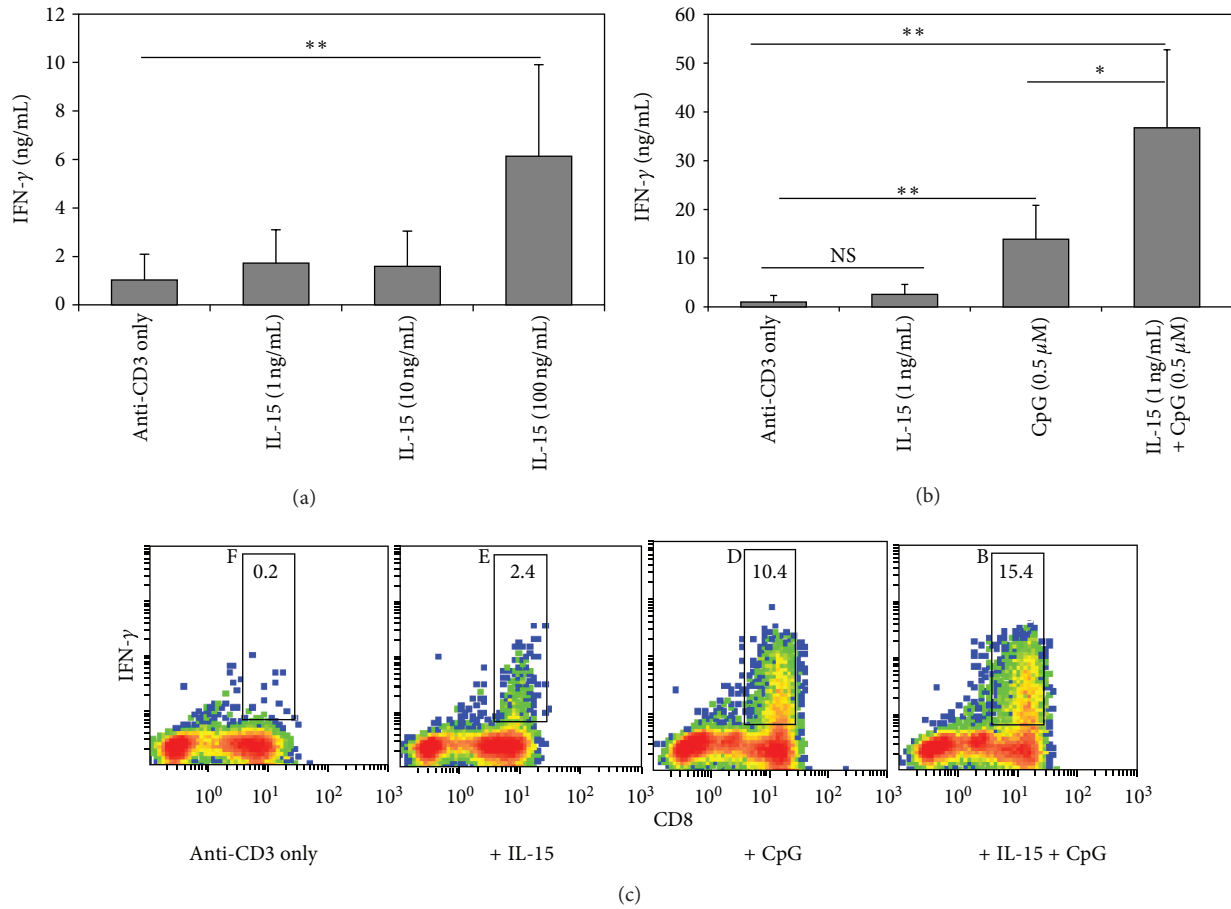 12
10
8
6
4
2
0
IFN-γ (ng/mL)
**
Anti-CD3 only
IL-15 (1 ng/mL)
IL-15 (10 ng/mL)
IL-15 (100 ng/mL)
(a)
60
50
40
30
20
10
0
IFN-γ (ng/mL)
**
*
**
NS
Anti-CD3 only
IL-15 (1 ng/mL)
CpG (0.5 μM)
IL-15 (1 ng/mL)
+ CpG (0.5 μM)
(b)
IFN-γ
F
0.2
10⁰ 10¹ 10² 10³
Anti-CD3 only
E
2.4
10⁰ 10¹ 10² 10³
+ IL-15
D
10.4
10⁰ 10¹ 10² 10³
+ CpG
B
15.4
10⁰ 10¹ 10² 10³
+ IL-15 + CpG
CD8
(c)